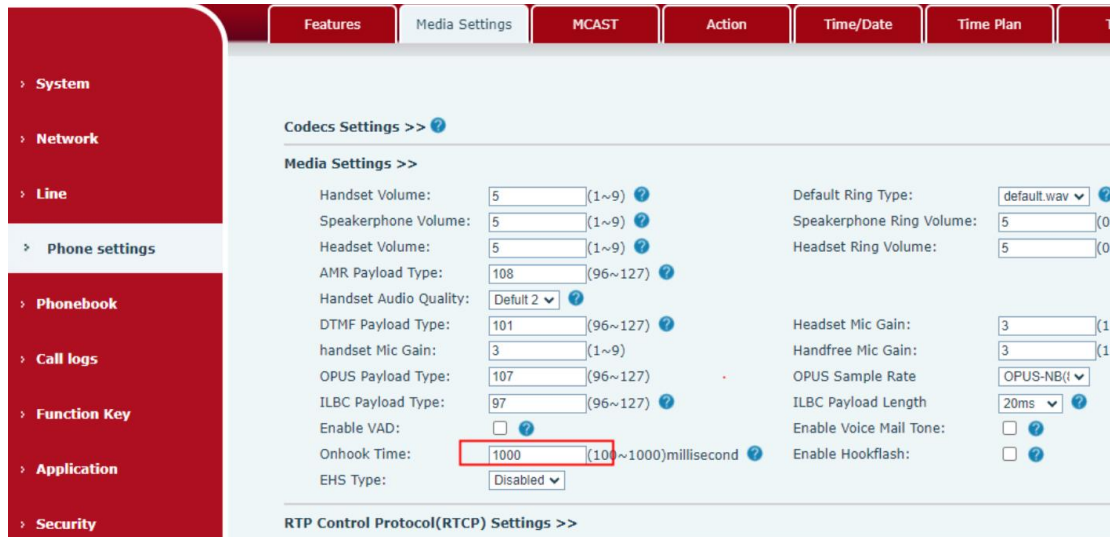 Features Media Settings MCAST Action Time/Date Time Plan
System
Network
Line
Phone settings
Phonebook
Call logs
Function Key
Application
Security
Codecs Settings >> ?
Media Settings >>
Handset Volume: 5 (1~9) ? Default Ring Type: default.wav ?
Speakerphone Volume: 5 (1~9) ? Speakerphone Ring Volume: 5 (0
Headset Volume: 5 (1~9) ? Headset Ring Volume: 5 (0
AMR Payload Type: 108 (96~127) ?
Handset Audio Quality: Defult 2 ?
DTMF Payload Type: 101 (96~127) ? Headset Mic Gain: 3 (1
handset Mic Gain: 3 (1~9) Handfree Mic Gain: 3 (1
OPUS Payload Type: 107 (96~127) OPUS Sample Rate OPUS-NB(
ILBC Payload Type: 97 (96~127) ? ILBC Payload Length 20ms ?
Enable VAD: ? Enable Voice Mail Tone: ?
Onhook Time: 1000 (100~1000)millisecond ? Enable Hookflash: ?
EHS Type: Disabled
RTP Control Protocol(RTCP) Settings >>